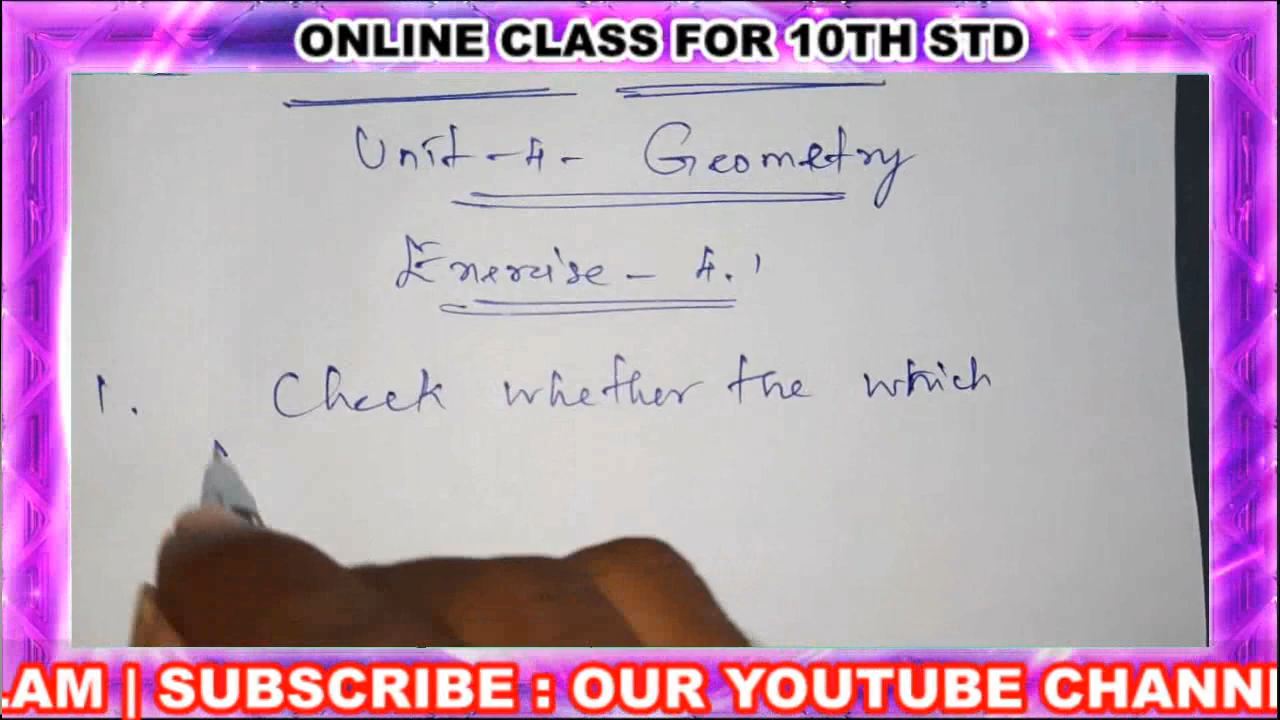 ONLINE CLASS FOR 10TH STD
Unit - 4 - Geometry
Exercise - 4.1
1. Check whether the which
LAM | SUBSCRIBE : OUR YOUTUBE CHANN